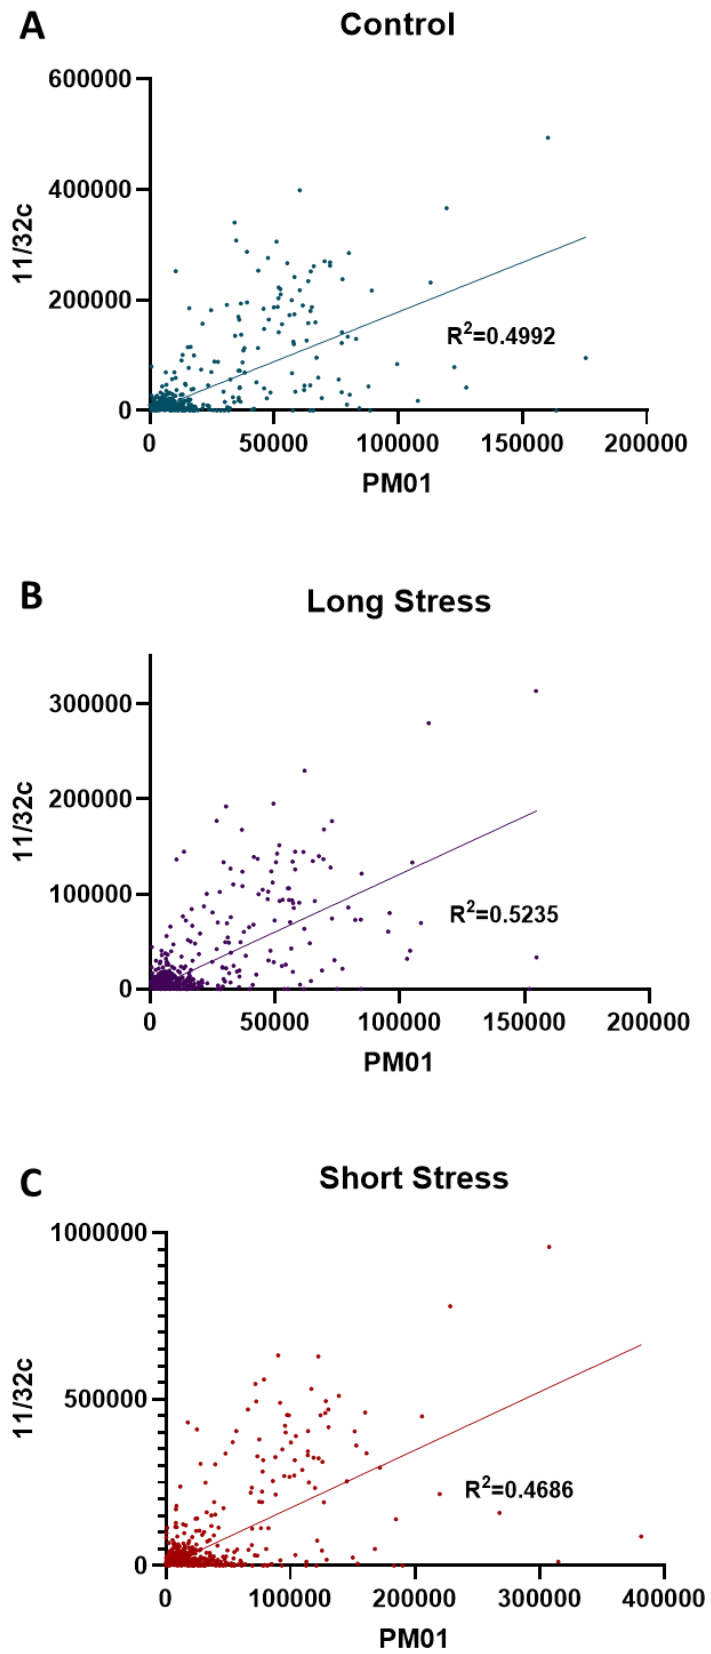 A
Control
600000
400000
200000
0
11/32c
R²=0.4992
0 50000 100000 150000 200000
PM01
B
Long Stress
300000
200000
100000
0
11/32c
R²=0.5235
0 50000 100000 150000 200000
PM01
C
Short Stress
1000000
500000
0
11/32c
R²=0.4686
0 100000 200000 300000 400000
PM01